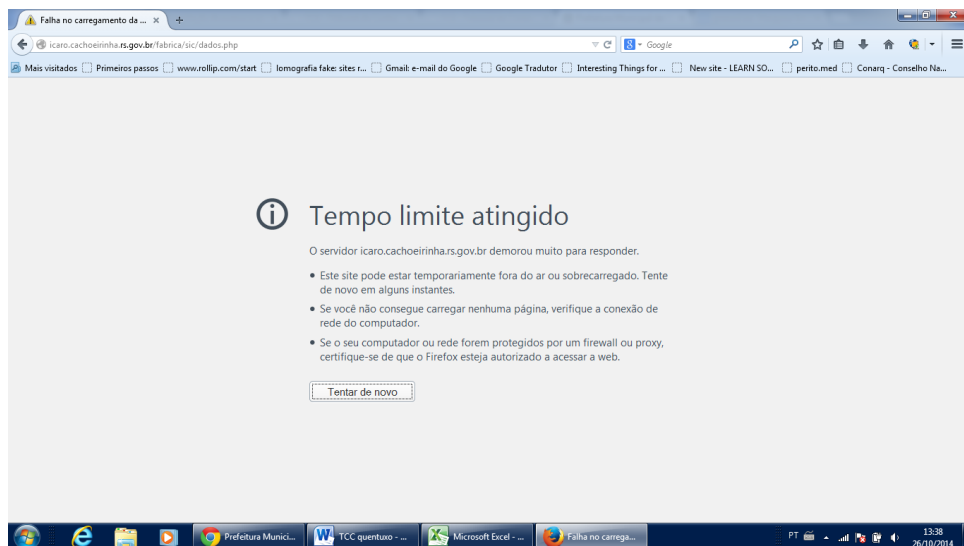 Falha no carregamento da ... × +
icaro.cachoeirinha.rs.gov.br/fabrica/sic/dados.php
8 Google
Mais visitados Primeiros passos www.rollip.com/start lomografia fake: sites r... Gmail: e-mail do Google Google Tradutor Interesting Things for ... New site - LEARN SO... perito.med Conarq - Conselho Na...
Tempo limite atingido
O servidor icaro.cachoeirinha.rs.gov.br demorou muito para responder.
• Este site pode estar temporariamente fora do ar ou sobrecarregado. Tente
de novo em alguns instantes.
• Se você não consegue carregar nenhuma página, verifique a conexão de
rede do computador.
• Se o seu computador ou rede forem protegidos por um firewall ou proxy,
certifique-se de que o Firefox esteja autorizado a acessar a web.
Tentar de novo
Prefeitura Munici... TCC quentuxo - ... Microsoft Excel - ... Falha no carrega... PT 13:38
26/10/2014